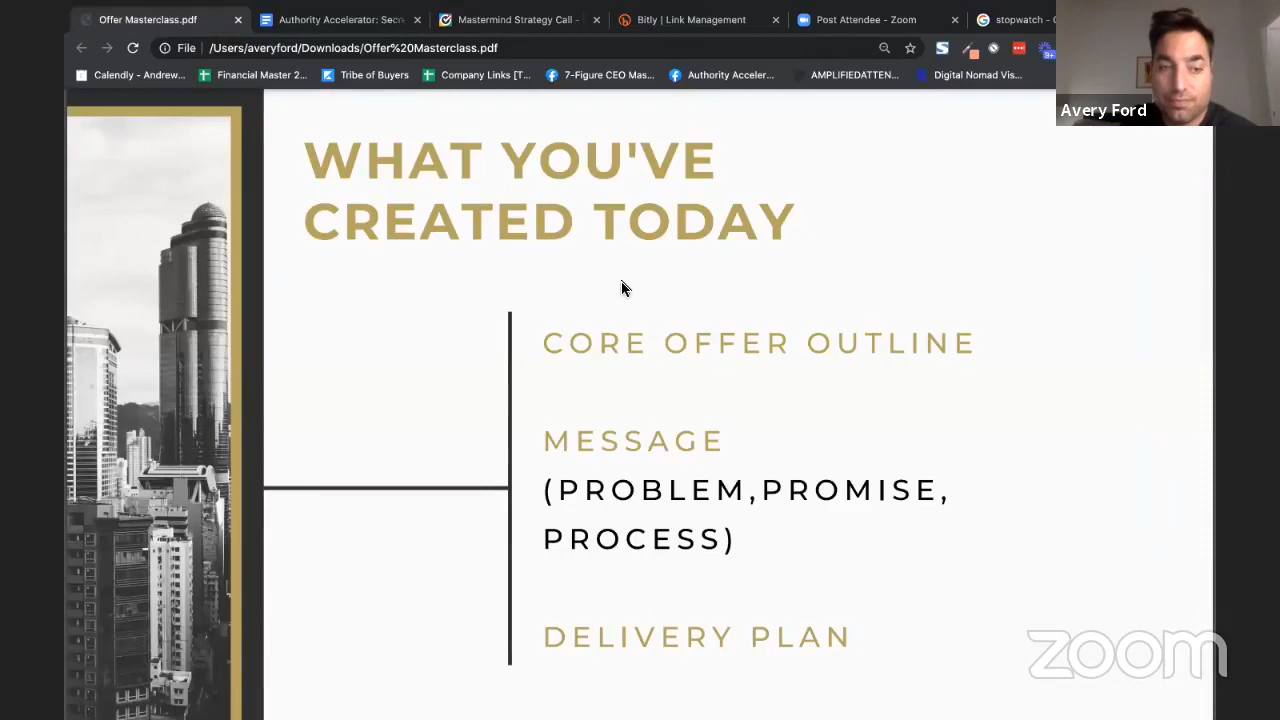 Offer Masterclass.pdf
Authority Accelerator: Secre
Mastermind Strategy Call -
Bitly | Link Management
Post Attendee - Zoom
stopwatch -
File
/Users/averyford/Downloads/Offer%20Masterclass.pdf
9+
Calendly - Andrew...
Financial Master 2...
Tribe of Buyers
Company Links [T...
7-Figure CEO Mas...
Authority Acceler...
AMPLIFIEDATTEN...
Digital Nomad Vis...
Avery Ford
WHAT YOU'VE
CREATED TODAY
CORE OFFER OUTLINE
MESSAGE
(PROBLEM,PROMISE,
PROCESS)
DELIVERY PLAN
zoom